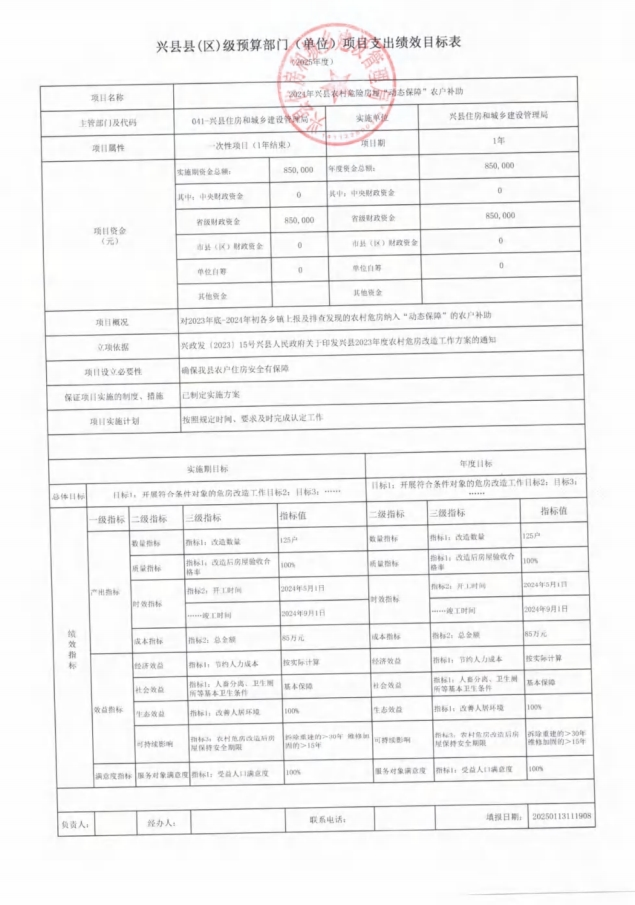 兴县县(区)级预算部门（单位）项目支出绩效目标表
（2025年度）
项目名称 2024年兴县农村危险房屋“动态保障”农户补助
主管部门及代码 041-兴县住房和城乡建设管理局 实施单位 兴县住房和城乡建设管理局
项目属性 一次性项目（1年结束） 项目期 1年
项目资金（元） 实施期资金总额： 850,000 年度资金总额： 850,000
其中：中央财政资金 0 其中：中央财政资金 0
省级财政资金 850,000 省级财政资金 850,000
市县（区）财政资金 0 市县（区）财政资金 0
单位自筹 0 单位自筹 0
其他资金 其他资金
项目概况 对2023年底-2024年初各乡镇上报及排查发现的农村危房纳入“动态保障”的农户补助
立项依据 兴政发〔2023〕15号兴县人民政府关于印发兴县2023年度农村危房改造工作方案的通知
项目设立必要性 确保我县农户住房安全有保障
保证项目实施的制度、措施 已制定实施方案
项目实施计划 按照规定时间、要求及时完成认定工作
实施期目标 年度目标
总体目标 目标1：开展符合条件对象的危房改造工作目标2：目标3：…… 目标1：开展符合条件对象的危房改造工作目标2：目标3：
……
绩效指标 一级指标 二级指标 三级指标 指标值 二级指标 三级指标 指标值
产出指标 数量指标 指标1：改造数量 125户 数量指标 指标1：改造数量 125户
质量指标 指标1：改造后房屋验收合格率 100% 质量指标 指标1：改造后房屋验收合格率 100%
时效指标 指标2：开工时间 2024年5月1日 时效指标 指标2：开工时间 2024年5月1日
……竣工时间 2024年9月1日 ……竣工时间 2024年9月1日
成本指标 指标2：总金额 85万元 成本指标 指标2：总金额 85万元
效益指标 经济效益 指标1：节约人力成本 按实际计算 经济效益 指标1：节约人力成本 按实际计算
社会效益 指标1：人畜分离、卫生厕所等基本卫生条件 基本保障 社会效益 指标1：人畜分离、卫生厕所等基本卫生条件 基本保障
生态效益 指标1：改善人居环境 100% 生态效益 指标1：改善人居环境 100%
可持续影响 指标3：农村危房改造后房屋保持安全期限 拆除重建的>30年 维修加固的>15年 可持续影响 指标3：农村危房改造后房屋保持安全期限 拆除重建的>30年 维修加固的>15年
满意度指标 服务对象满意度 指标1：受益人口满意度 100% 服务对象满意度 指标1：受益人口满意度 100%
负责人： 经办人： 联系电话： 填报日期： 20250113111908